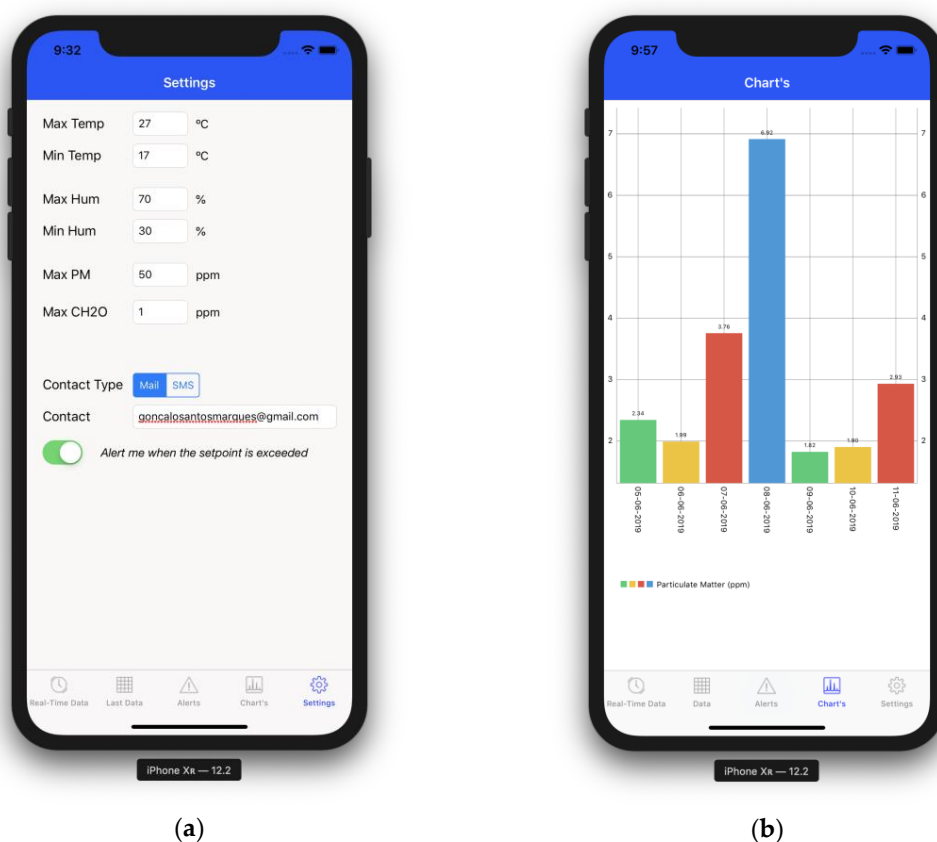 9:32
Settings
Max Temp 27 ºC
Min Temp 17 ºC
Max Hum 70 %
Min Hum 30 %
Max PM 50 ppm
Max CH2O 1 ppm
Contact Type Mail SMS
Contact goncalosantosmarques@gmail.com
Alert me when the setpoint is exceeded
Real-Time Data Last Data Alerts Chart's Settings
iPhone XR — 12.2
(a)
9:57
Chart's
7 6.92 7
6 6
5 5
4 4
3.76
3 2.93 3
2.34
2 1.98 1.82 1.90 2
05-06-2019 06-06-2019 07-06-2019 08-06-2019 09-06-2019 10-06-2019 11-06-2019
Particulate Matter (ppm)
Real-Time Data Data Alerts Chart's Settings
iPhone XR — 12.2
(b)